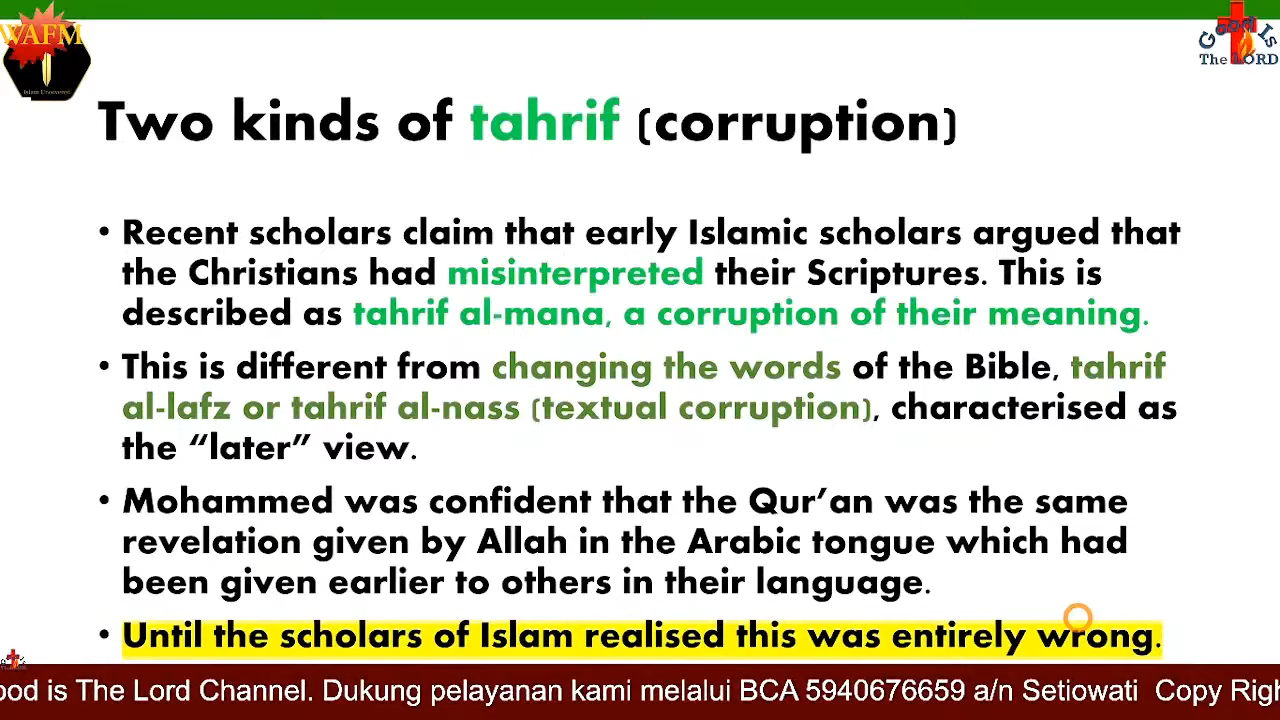 WAFM
Islam Uncovered
Good Is
The LORD
Two kinds of tahrif (corruption)
• Recent scholars claim that early Islamic scholars argued that
the Christians had misinterpreted their Scriptures. This is
described as tahrif al-mana, a corruption of their meaning.
• This is different from changing the words of the Bible, tahrif
al-lafz or tahrif al-nass (textual corruption), characterised as
the “later” view.
• Mohammed was confident that the Qur’an was the same
revelation given by Allah in the Arabic tongue which had
been given earlier to others in their language.
• Until the scholars of Islam realised this was entirely wrong.
ood is The Lord Channel. Dukung pelayanan kami melalui BCA 5940676659 a/n Setiowati Copy Righ